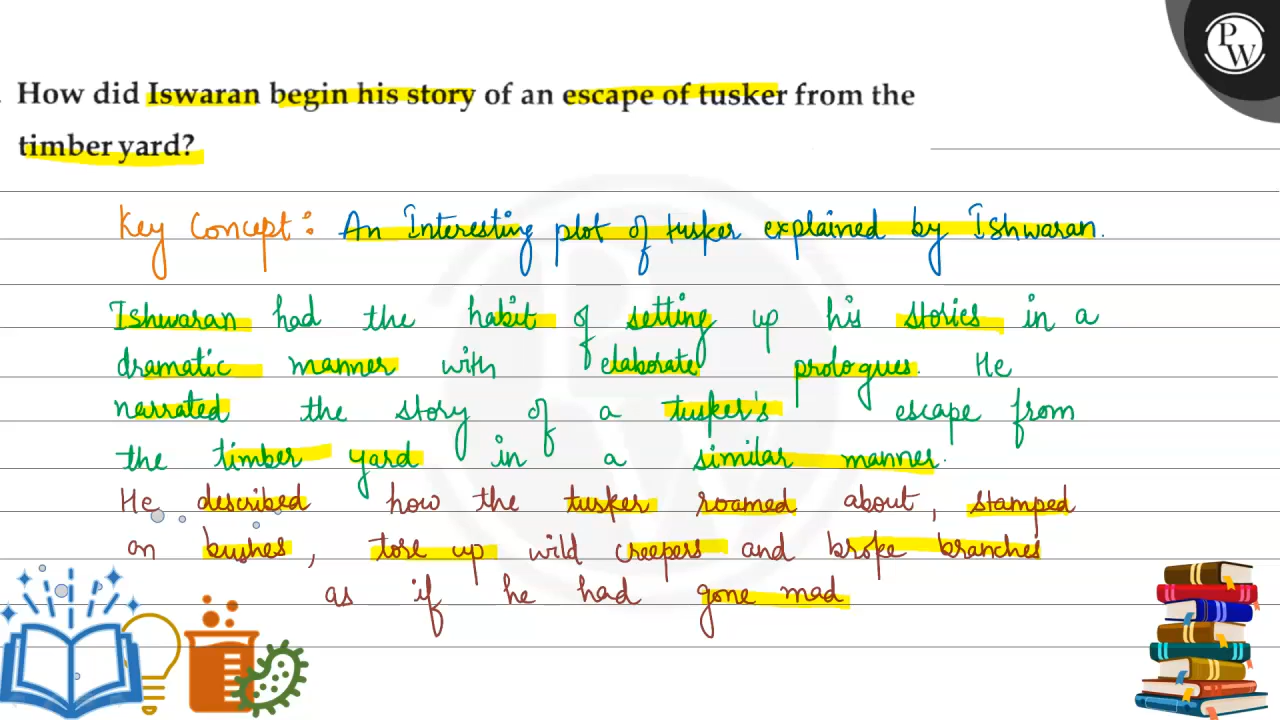 PW
How did Iswaran begin his story of an escape of tusker from the
timber yard?
Key Concept: An Interesting plot of tusker explained by Ishwaran.
Ishwaran had the habit of setting up his stories in a
dramatic manner with elaborate prologues. He
narrated the story of a tusker's escape from
the timber yard in a similar manner.
He described how the tusker roamed about, stamped
on bushes, tore up wild creepers and broke branches
as if he had gone mad